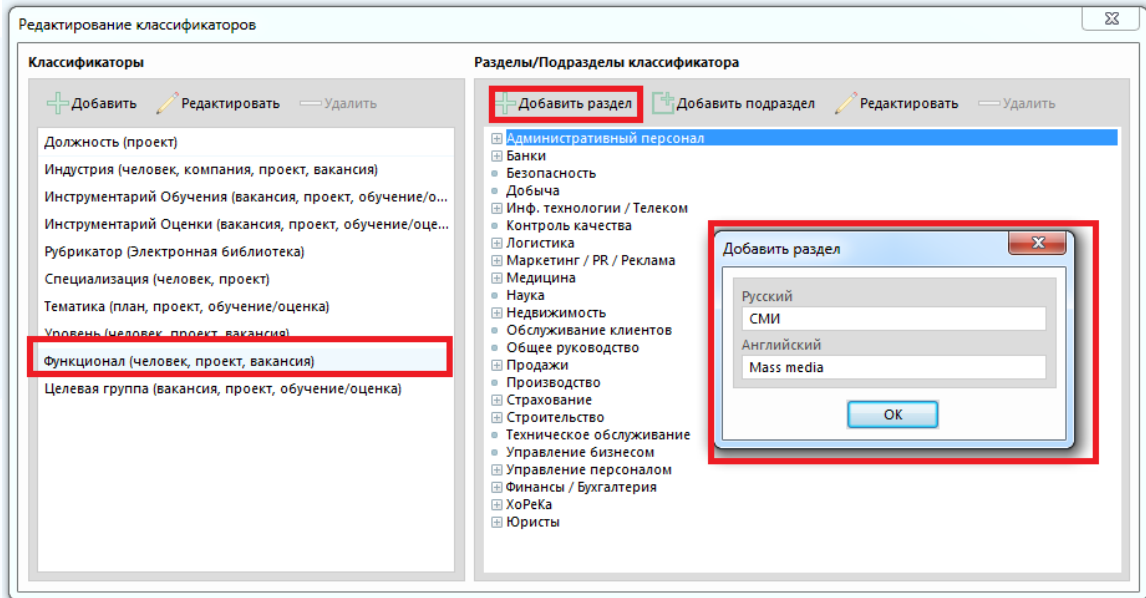 Редактирование классификаторов
Классификаторы
Добавить Редактировать Удалить
Должность (проект)
Индустрия (человек, компания, проект, вакансия)
Инструментарий Обучения (вакансия, проект, обучение/о...
Инструментарий Оценки (вакансия, проект, обучение/оце...
Рубрикатор (Электронная библиотека)
Специализация (человек, проект)
Тематика (план, проект, обучение/оценка)
Уровень (человек, проект, вакансия)
Функционал (человек, проект, вакансия)
Целевая группа (вакансия, проект, обучение/оценка)
Разделы/Подразделы классификатора
Добавить раздел Добавить подраздел Редактировать Удалить
Административный персонал
Банки
Безопасность
Добыча
Инф. технологии / Телеком
Контроль качества
Логистика
Маркетинг / PR / Реклама
Медицина
Наука
Недвижимость
Обслуживание клиентов
Общее руководство
Продажи
Производство
Страхование
Строительство
Техническое обслуживание
Управление бизнесом
Управление персоналом
Финансы / Бухгалтерия
ХоРеКа
Юристы
Добавить раздел
Русский
СМИ
Английский
Mass media
OK